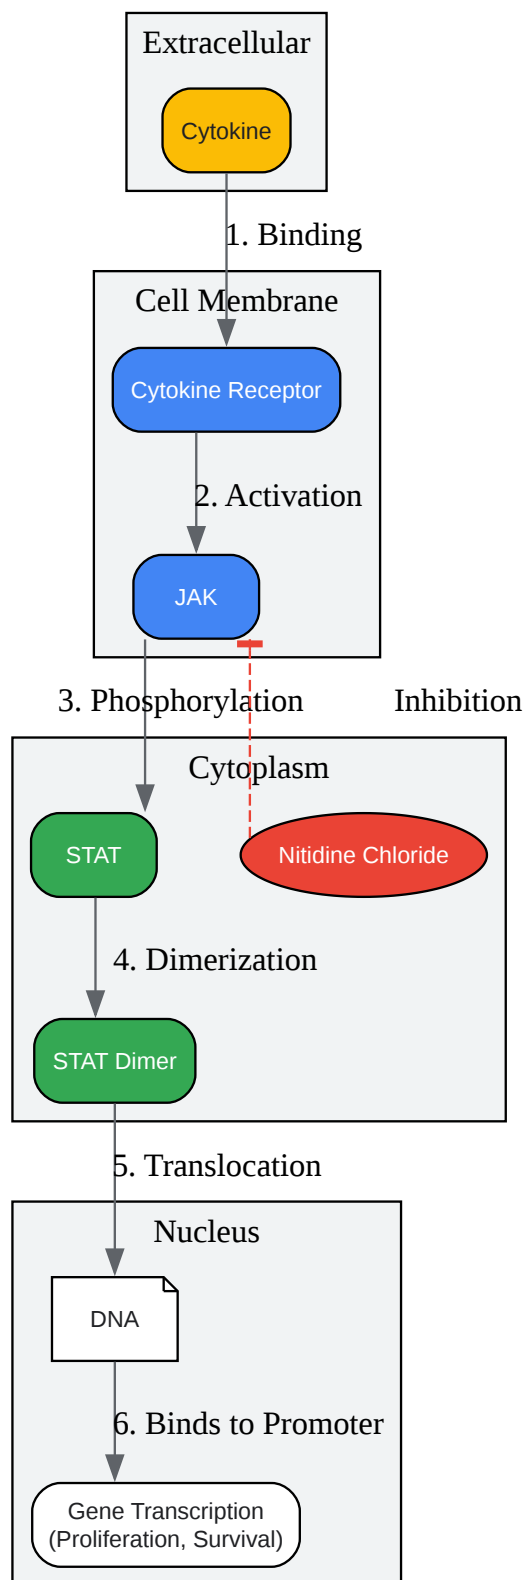 Extracellular
Cytokine
1. Binding
Cell Membrane
Cytokine Receptor
2. Activation
JAK
3. Phosphorylation
Inhibition
Cytoplasm
STAT
Nitidine Chloride
4. Dimerization
STAT Dimer
5. Translocation
Nucleus
DNA
6. Binds to Promoter
Gene Transcription
(Proliferation, Survival)